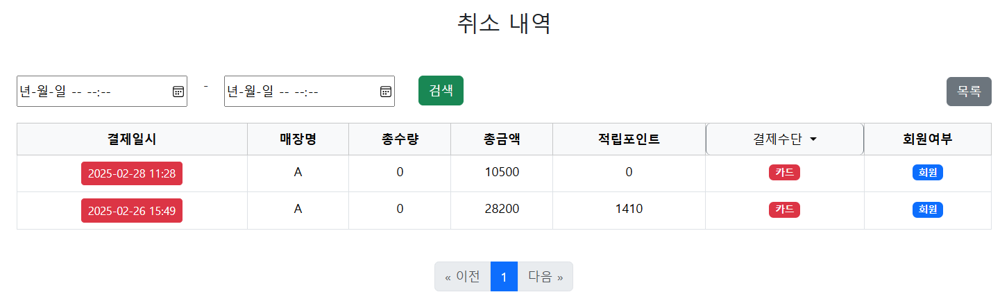 취소 내역
년-월-일 -- --:-- - 년-월-일 -- --:-- 검색 목록
결제일시 매장명 총수량 총금액 적립포인트 결제수단 회원여부
2025-02-28 11:28 A 0 10500 0 카드 회원
2025-02-26 15:49 A 0 28200 1410 카드 회원
« 이전 1 다음 »